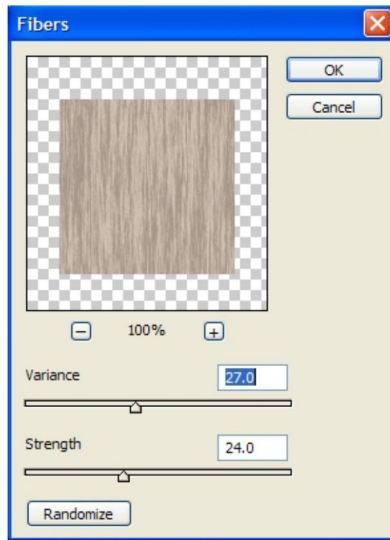 Fibers
OK
Cancel
100%
Variance 27.0
Strength 24.0
Randomize